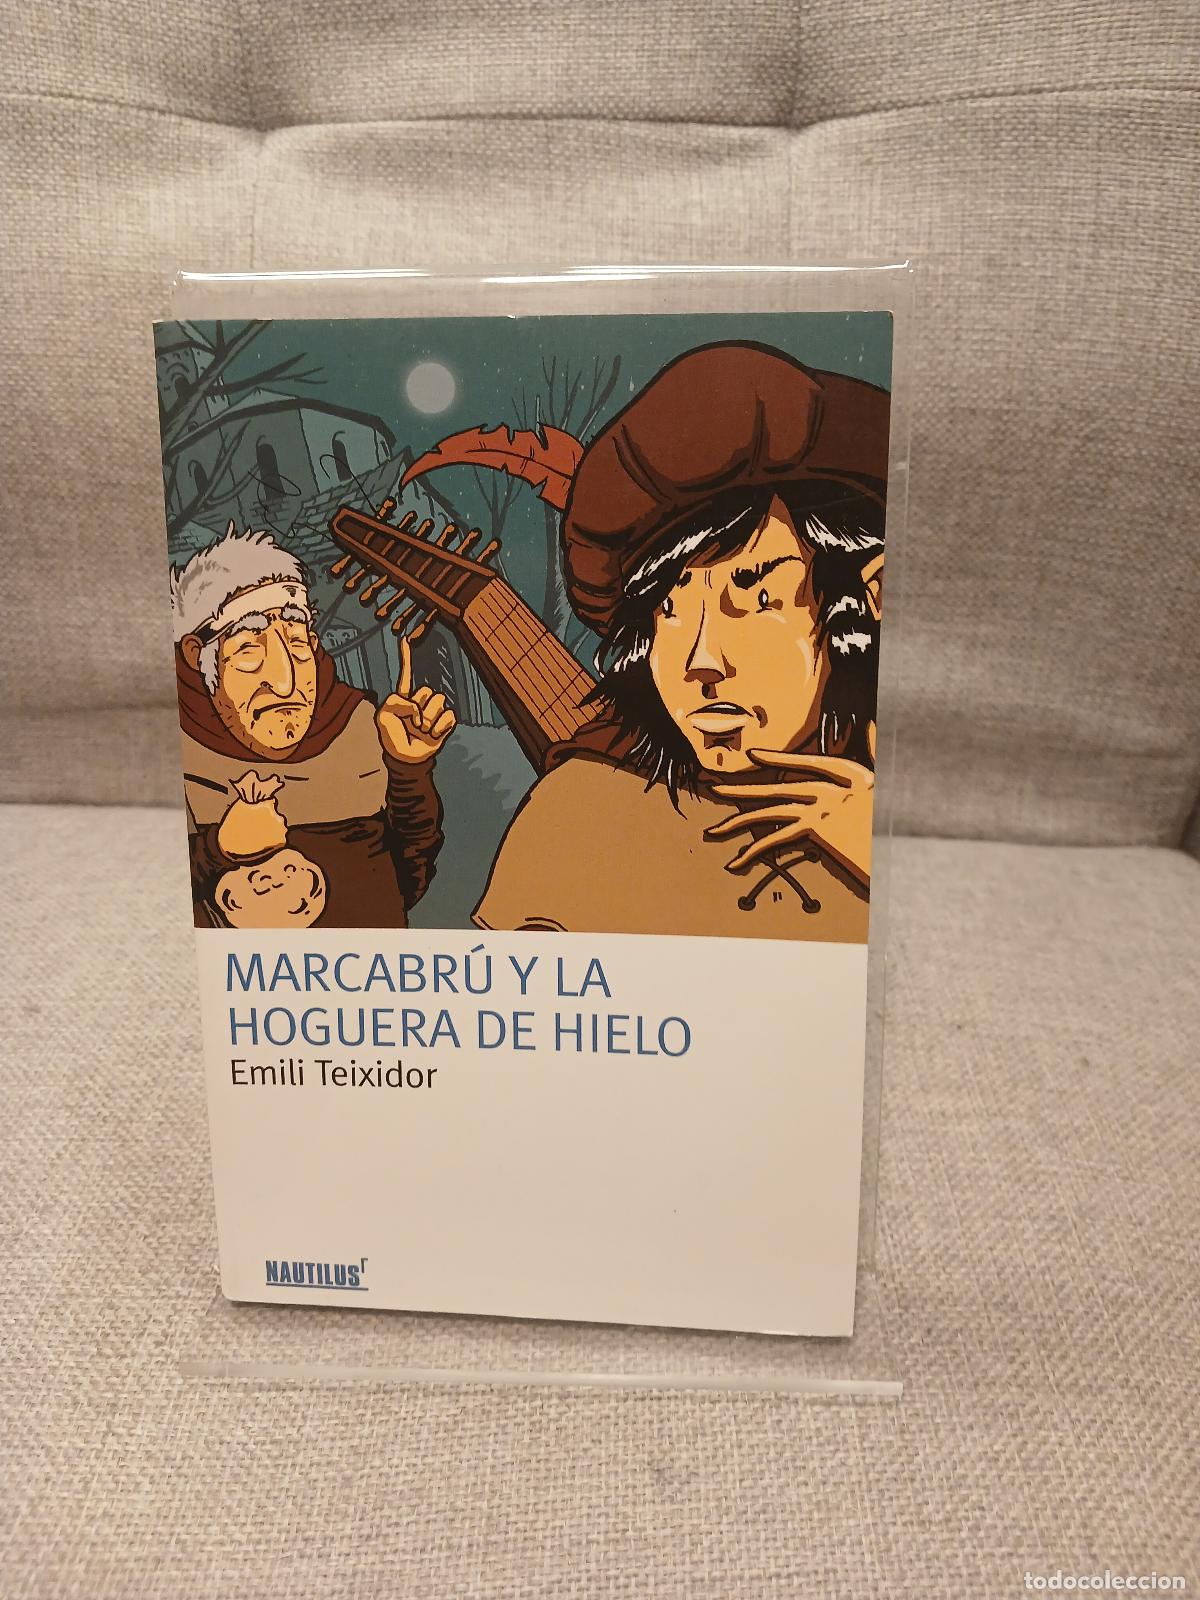 MARCABRÚ Y LA
HOGUERA DE HIELO
Emili Teixidor
NAUTILUS
todocoleccion